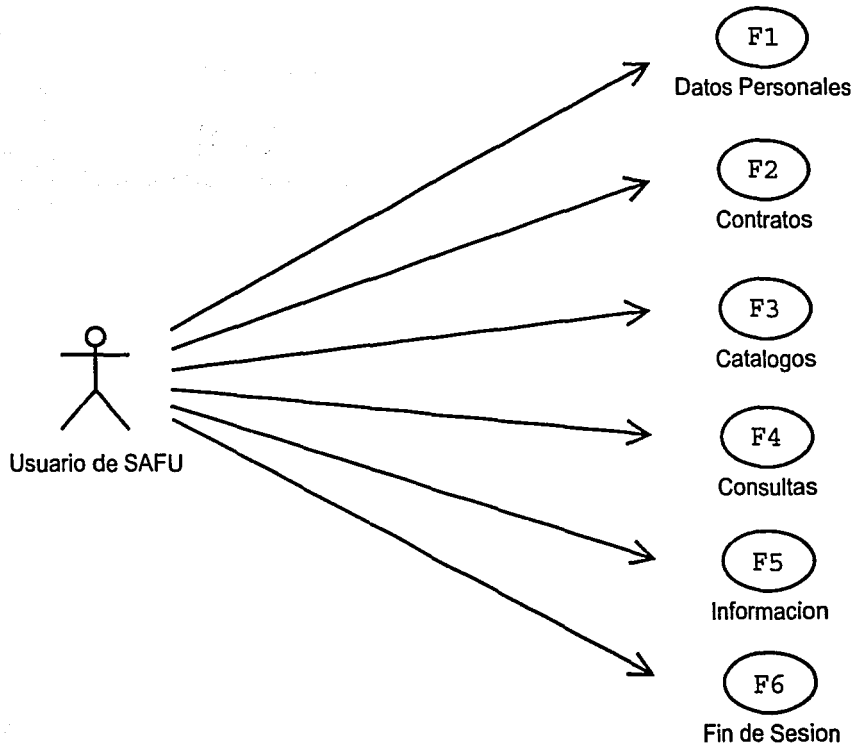 F1
Datos Personales
F2
Contratos
F3
Catalogos
F4
Consultas
Usuario de SAFU
F5
Informacion
F6
Fin de Sesion